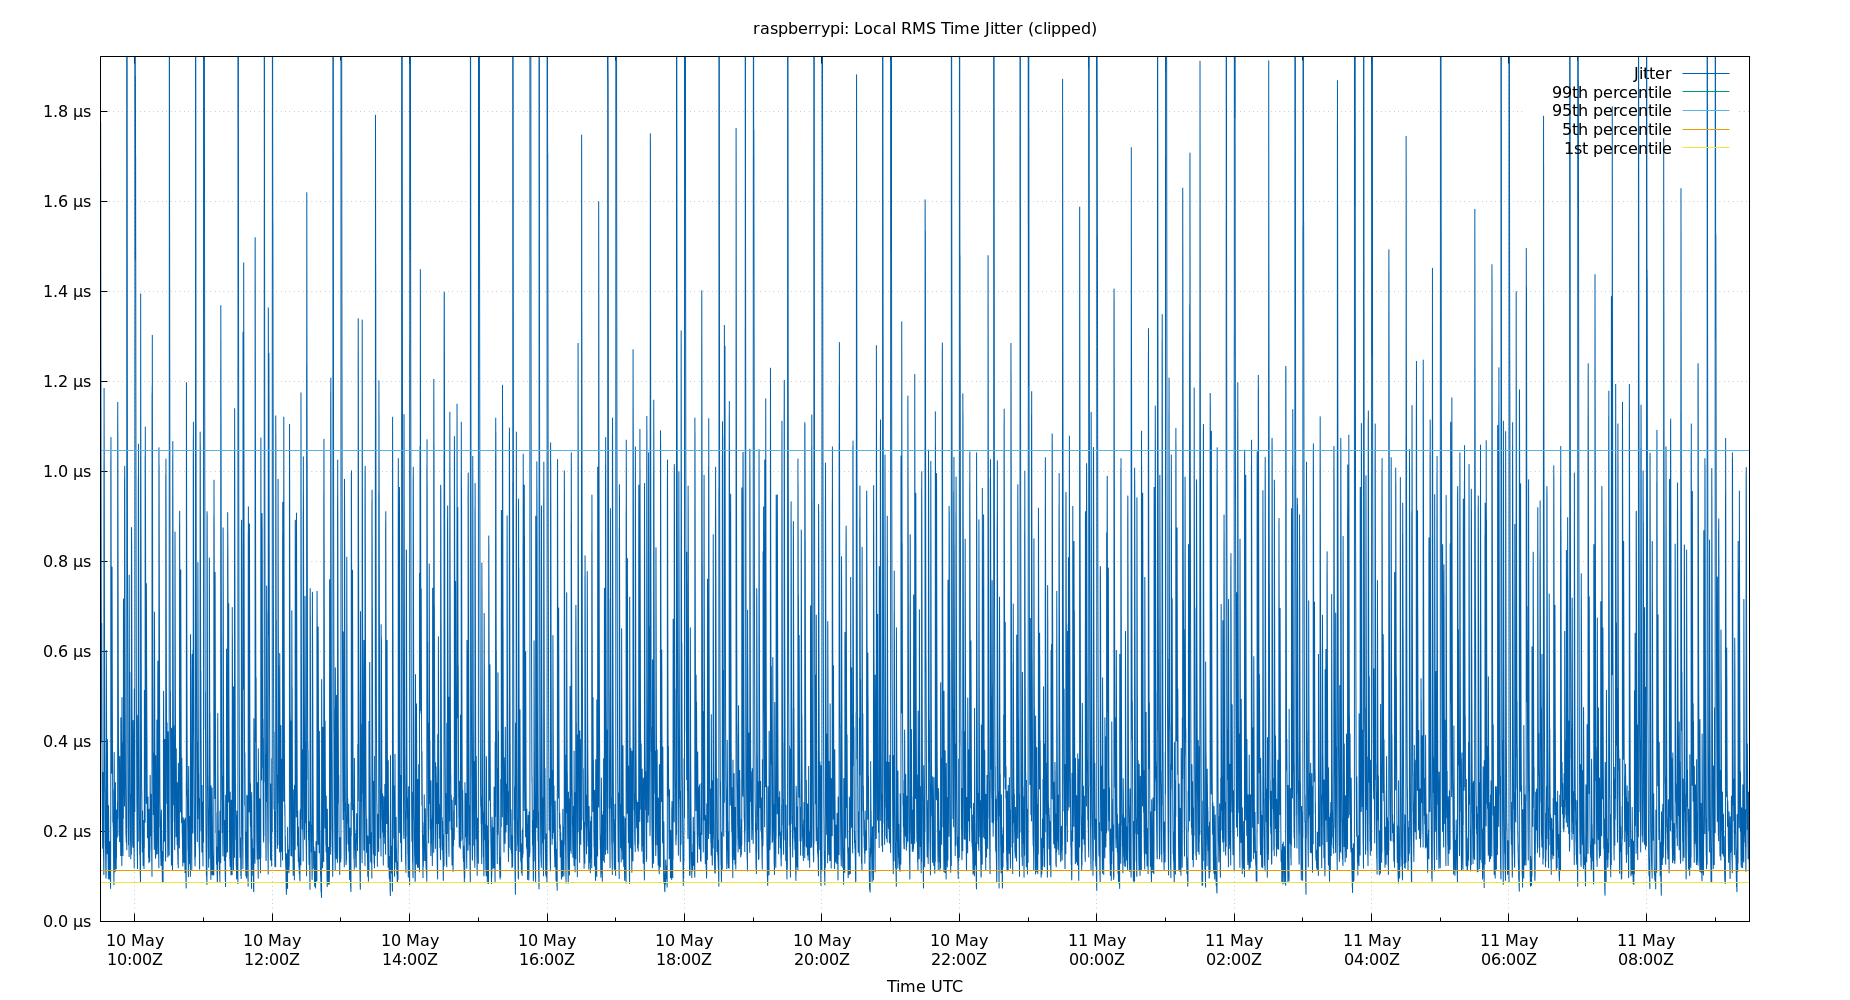 raspberrypi: Local RMS Time Jitter (clipped)
Jitter
99th percentile
95th percentile
5th percentile
1st percentile
1.8 µs
1.6 µs
1.4 µs
1.2 µs
1.0 µs
0.8 µs
0.6 µs
0.4 µs
0.2 µs
0.0 µs
10 May 10 May 10 May 10 May 10 May 10 May 10 May 11 May 11 May 11 May 11 May 11 May
10:00Z 12:00Z 14:00Z 16:00Z 18:00Z 20:00Z 22:00Z 00:00Z 02:00Z 04:00Z 06:00Z 08:00Z
Time UTC